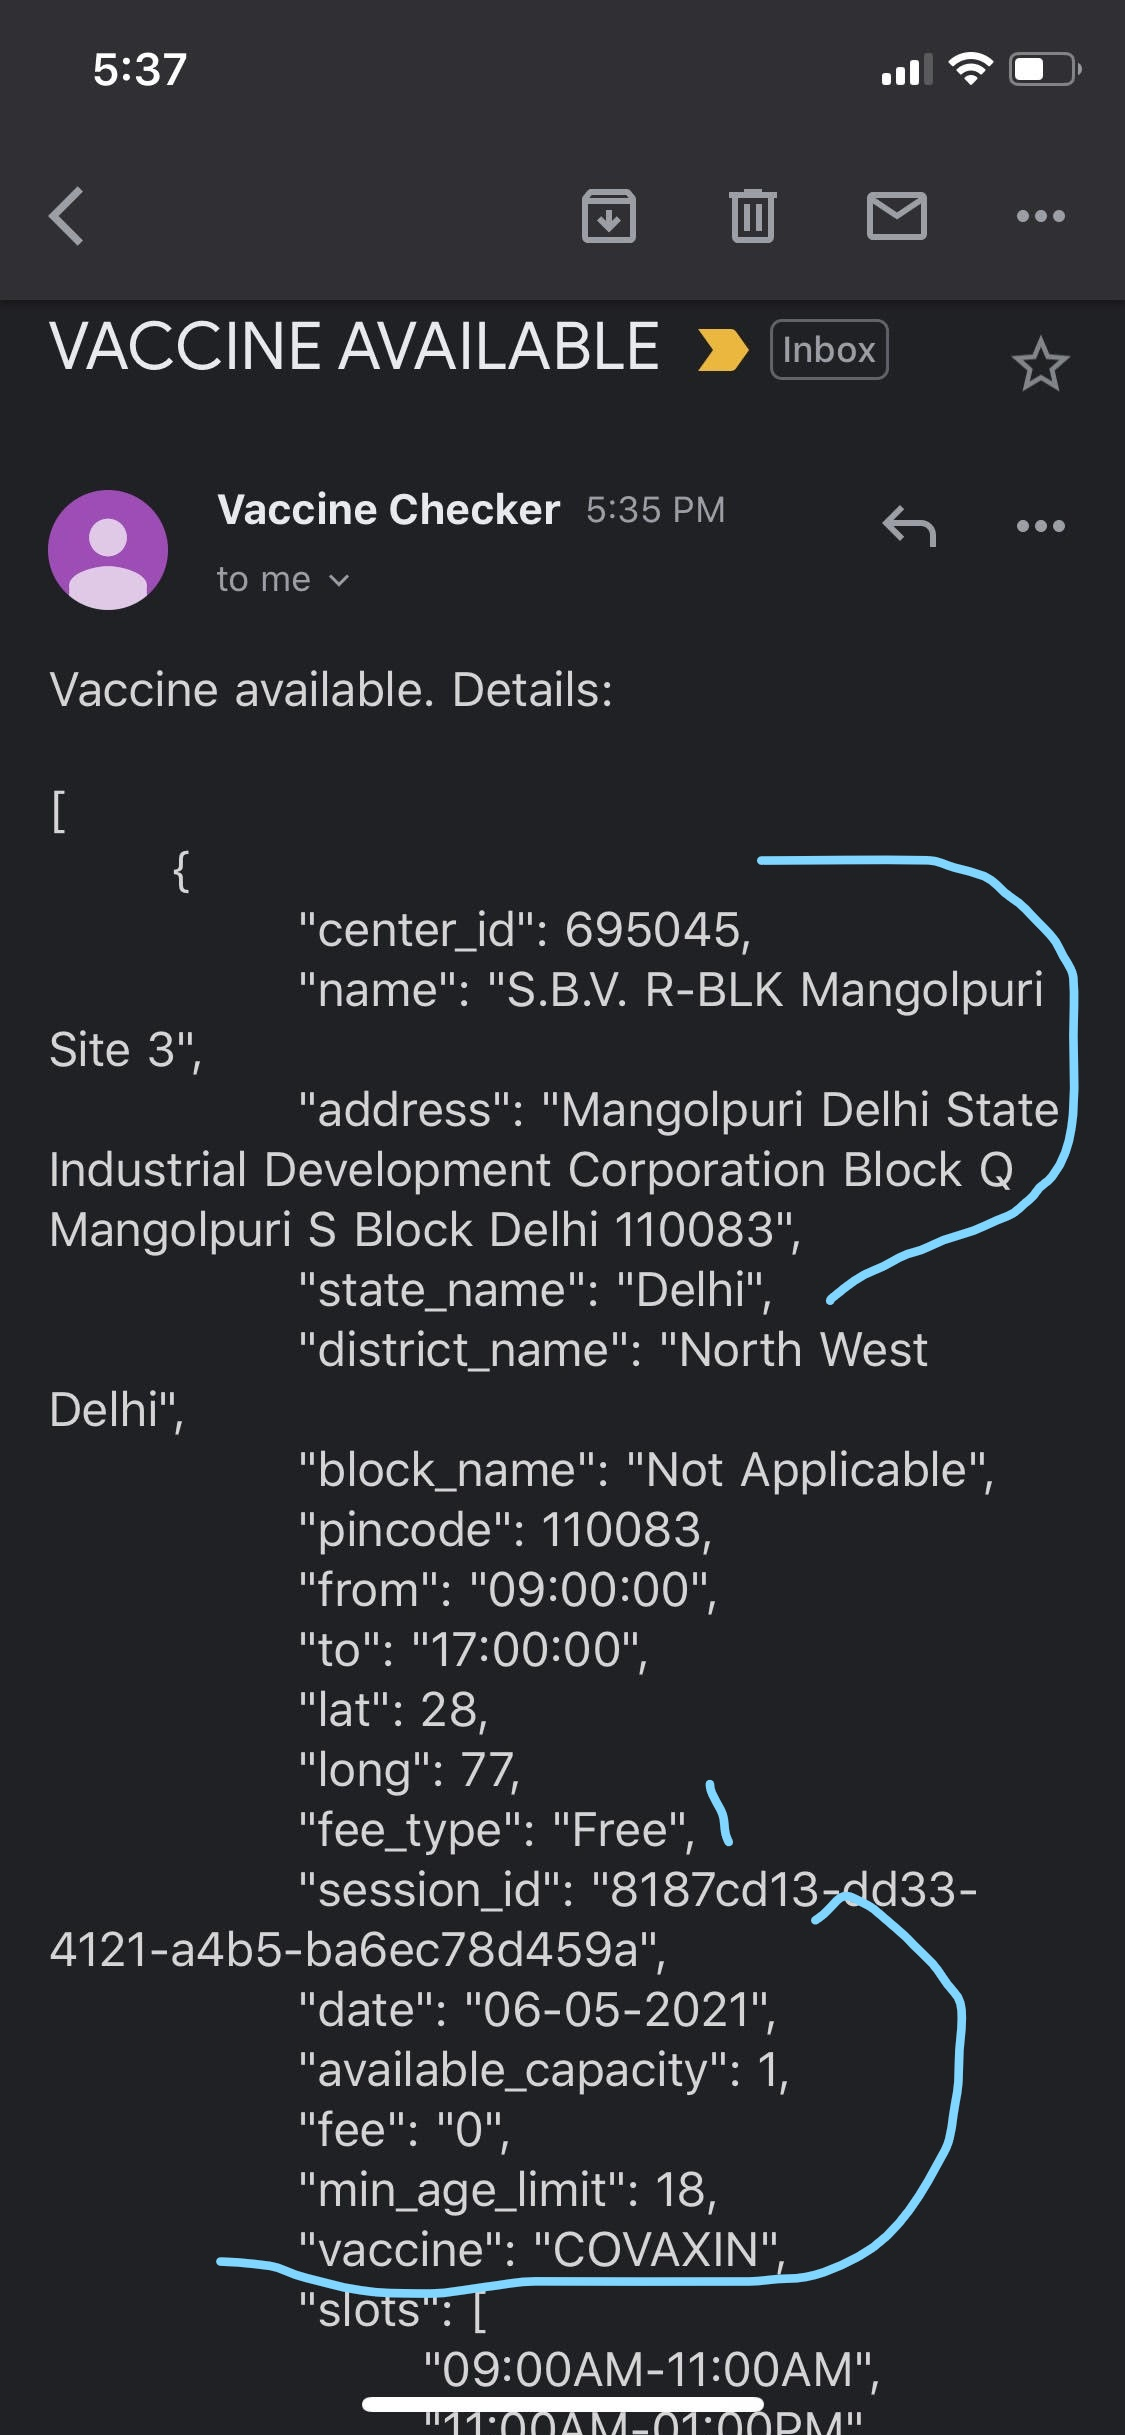 5:37
VACCINE AVAILABLE Inbox
Vaccine Checker 5:35 PM
to me
Vaccine available. Details:
[
{
"center_id": 695045,
"name": "S.B.V. R-BLK Mangolpuri
Site 3",
"address": "Mangolpuri Delhi State
Industrial Development Corporation Block Q
Mangolpuri S Block Delhi 110083",
"state_name": "Delhi",
"district_name": "North West
Delhi",
"block_name": "Not Applicable",
"pincode": 110083,
"from": "09:00:00",
"to": "17:00:00",
"lat": 28,
"long": 77,
"fee_type": "Free",
"session_id": "8187cd13-dd33-
4121-a4b5-ba6ec78d459a",
"date": "06-05-2021",
"available_capacity": 1,
"fee": "0",
"min_age_limit": 18,
"vaccine": "COVAXIN",
"slots": [
"09:00AM-11:00AM",
"11:00AM-01:00PM"